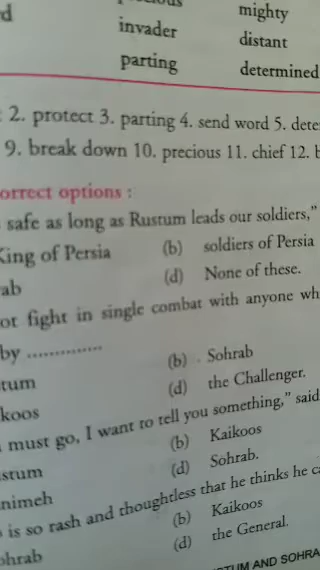 d mighty
invader distant
parting determined
2. protect 3. parting 4. send word 5. dete
9. break down 10. precious 11. chief 12. b
orrect options :
safe as long as Rustum leads our soldiers,"
King of Persia (b) soldiers of Persia
ab (d) None of these.
ot fight in single combat with anyone wh
by ..............
tum (b) Sohrab
koos (d) the Challenger.
must go, I want to tell you something," said
stum (b) Kaikoos
nimeh (d) Sohrab.
is so rash and thoughtless that he thinks he ca
ohrab (b) Kaikoos
(d) the General.
TUM AND SOHRA